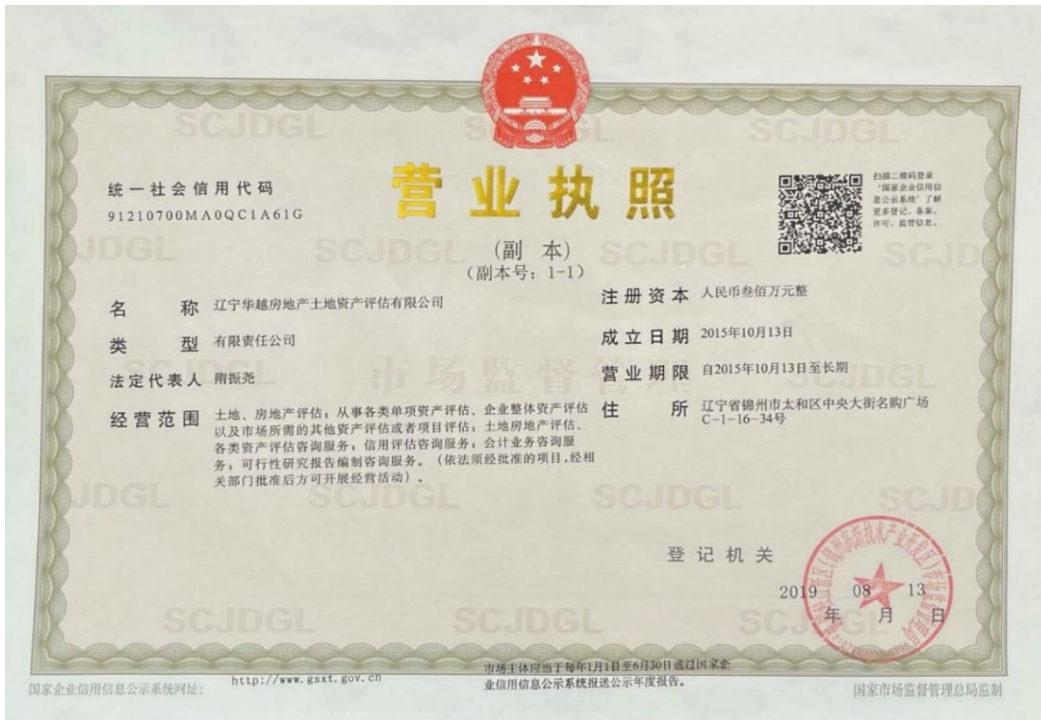 统一社会信用代码
91210700MA0QC1A61G
营业执照
(副 本)
(副本号：1-1)
扫描二维码登录
“国家企业信用信
息公示系统”了解
更多登记、备案、
许可、监管信息。
名 称 辽宁华越房地产土地资产评估有限公司
类 型 有限责任公司
法定代表人 隋振尧
经营范围 土地、房地产评估；从事各类单项资产评估、企业整体资产评估
以及市场所需的其他资产评估或者项目评估；土地房地产评估、
各类资产评估咨询服务；信用评估咨询服务；会计业务咨询服
务；可行性研究报告编制咨询服务。（依法须经批准的项目,经相
关部门批准后方可开展经营活动）。
注册资本 人民币叁佰万元整
成立日期 2015年10月13日
营业期限 自2015年10月13日至长期
住 所 辽宁省锦州市太和区中央大街名购广场
C-1-16-34号
SCJDGL
市场监督管理
登记机关
2019 年 08 月 13 日
国家企业信用信息公示系统网址：
http://www.gsxt.gov.cn
市场主体应当于每年1月1日至6月30日通过国家企
业信用信息公示系统报送公示年度报告。
国家市场监督管理总局监制